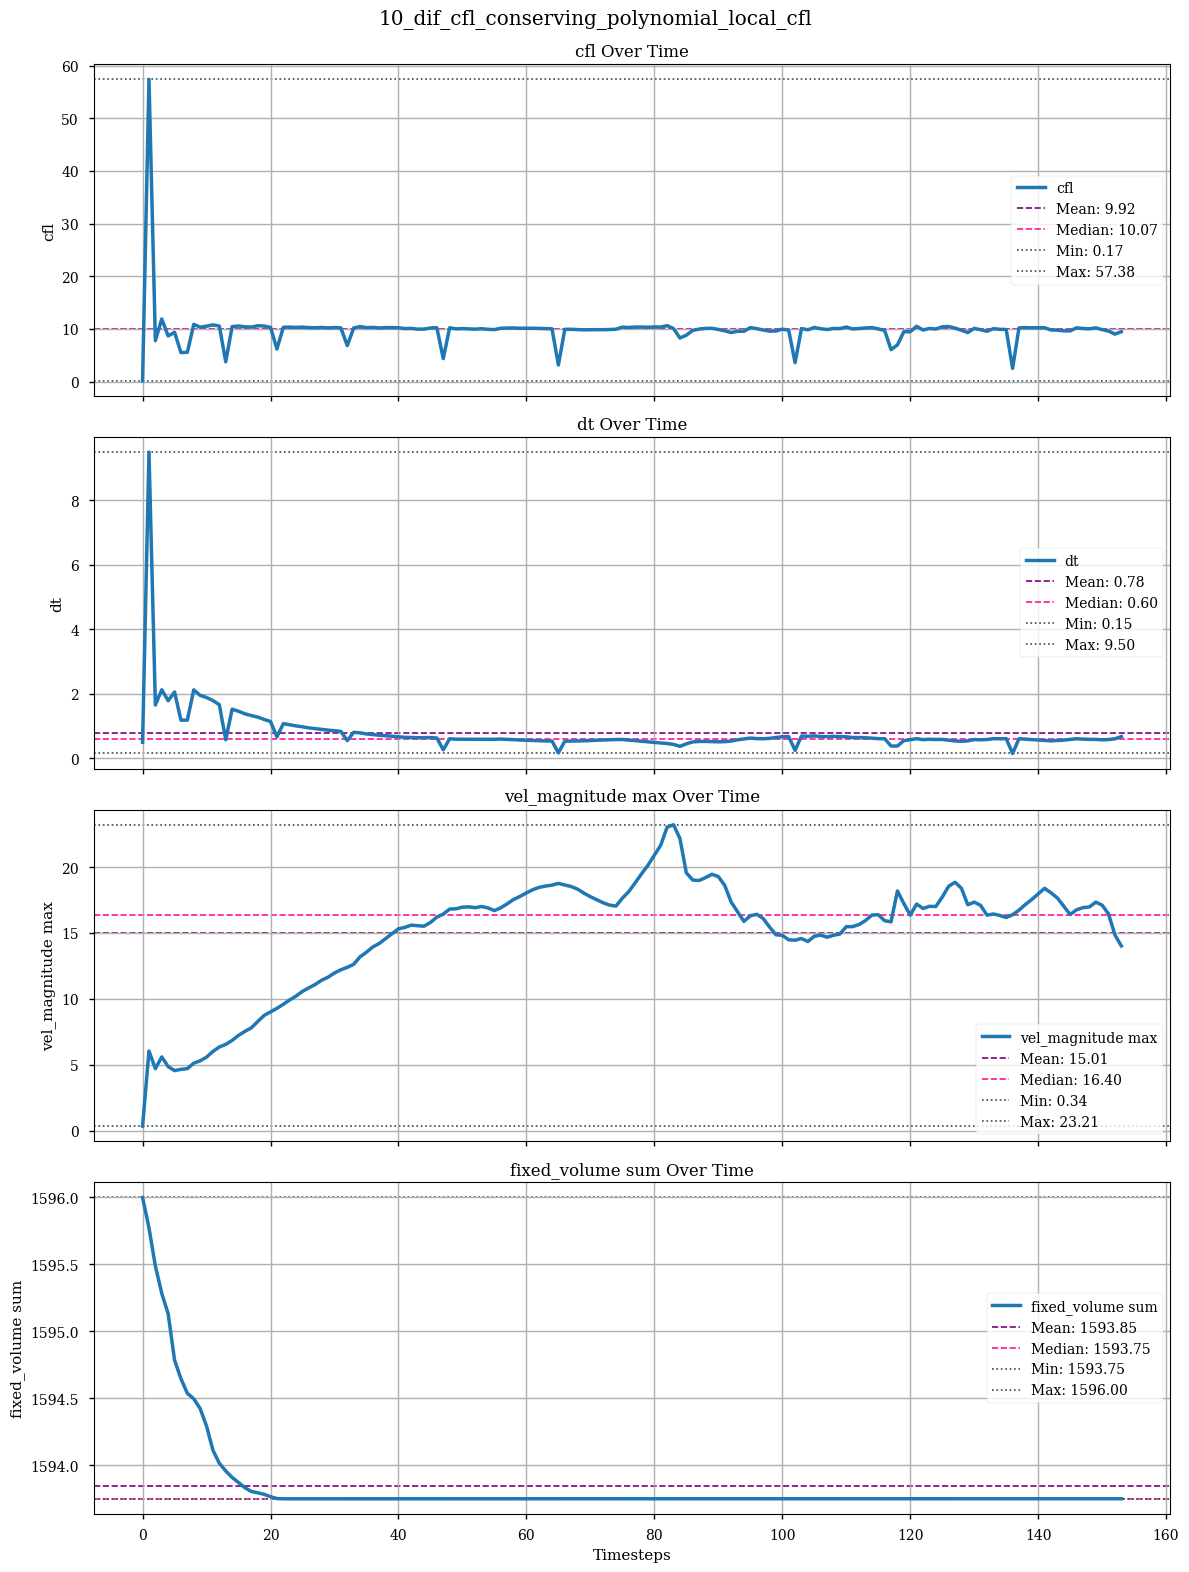 10_dif_cfl_conserving_polynomial_local_cfl
cfl Over Time
60
50
40
30
20
10
0
cfl
cfl
Mean: 9.92
Median: 10.07
Min: 0.17
Max: 57.38
dt Over Time
8
6
4
2
0
dt
dt
Mean: 0.78
Median: 0.60
Min: 0.15
Max: 9.50
vel_magnitude max Over Time
20
15
10
5
0
vel_magnitude max
vel_magnitude max
Mean: 15.01
Median: 16.40
Min: 0.34
Max: 23.21
fixed_volume sum Over Time
1596.0
1595.5
1595.0
1594.5
1594.0
fixed_volume sum
fixed_volume sum
Mean: 1593.85
Median: 1593.75
Min: 1593.75
Max: 1596.00
0 20 40 60 80 100 120 140 160
Timesteps